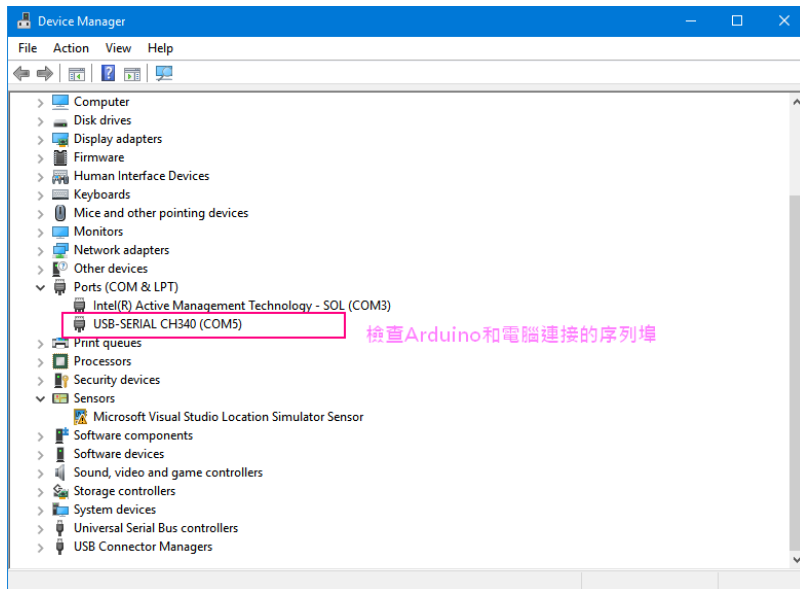 Device Manager
File Action View Help
Computer
Disk drives
Display adapters
Firmware
Human Interface Devices
Keyboards
Mice and other pointing devices
Monitors
Network adapters
Other devices
Ports (COM & LPT)
Intel(R) Active Management Technology - SOL (COM3)
USB-SERIAL CH340 (COM5)
檢查Arduino和電腦連接的序列埠
Print queues
Processors
Security devices
Sensors
Microsoft Visual Studio Location Simulator Sensor
Software components
Software devices
Sound, video and game controllers
Storage controllers
System devices
Universal Serial Bus controllers
USB Connector Managers